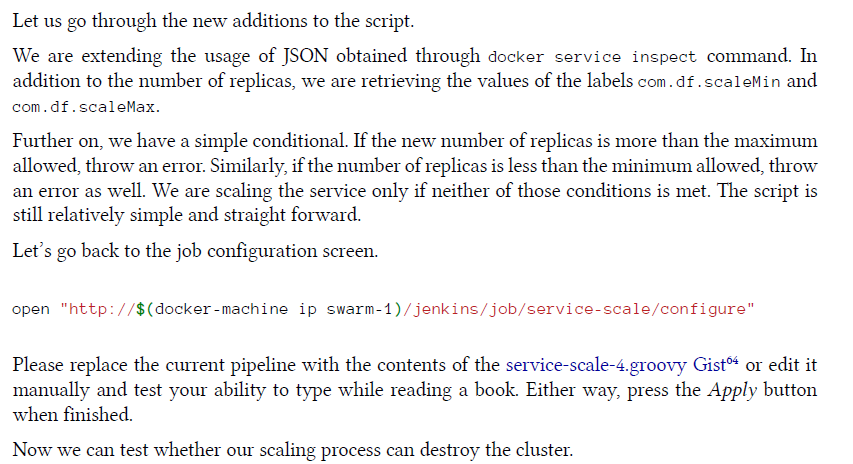 Let us go through the new additions to the script.
We are extending the usage of JSON obtained through docker service inspect command. In
addition to the number of replicas, we are retrieving the values of the labels com.df.scaleMin and
com.df.scaleMax.
Further on, we have a simple conditional. If the new number of replicas is more than the maximum
allowed, throw an error. Similarly, if the number of replicas is less than the minimum allowed, throw
an error as well. We are scaling the service only if neither of those conditions is met. The script is
still relatively simple and straight forward.
Let’s go back to the job configuration screen.
open "http://$(docker-machine ip swarm-1)/jenkins/job/service-scale/configure"
Please replace the current pipeline with the contents of the service-scale-4.groovy Gist⁶⁴ or edit it
manually and test your ability to type while reading a book. Either way, press the Apply button
when finished.
Now we can test whether our scaling process can destroy the cluster.